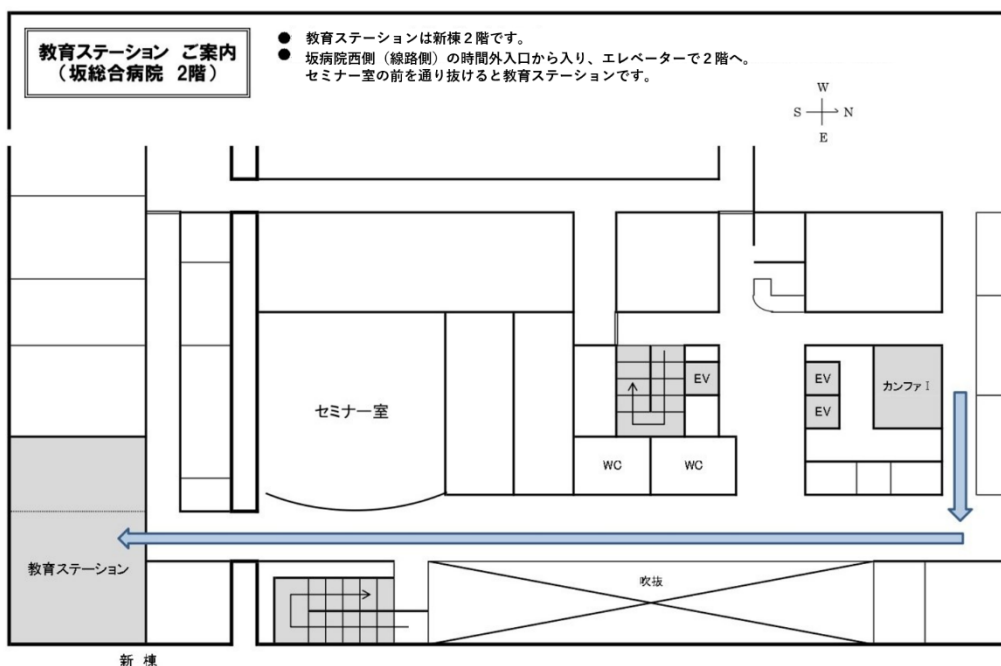 教育ステーション ご案内
（坂総合病院 2階）
● 教育ステーションは新棟２階です。
● 坂病院西側（線路側）の時間外入口から入り、エレベーターで２階へ。
セミナー室の前を通り抜けると教育ステーションです。
W
S N
E
EV
EV
カンファⅠ
EV
セミナー室
WC
WC
教育ステーション
吹抜
新 棟